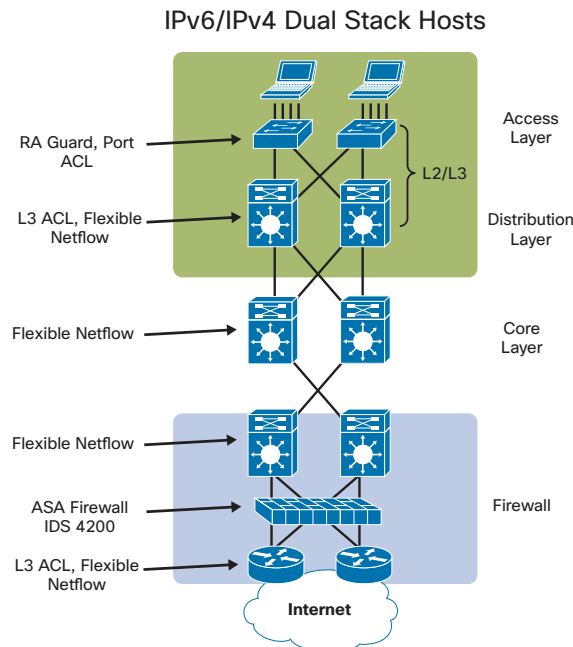 IPv6/IPv4 Dual Stack Hosts
Access
Layer
RA Guard, Port
ACL
L2/L3
L3 ACL, Flexible
Netflow
Distribution
Layer
Flexible Netflow
Core
Layer
Flexible Netflow
ASA Firewall
IDS 4200
Firewall
L3 ACL, Flexible
Netflow
Internet